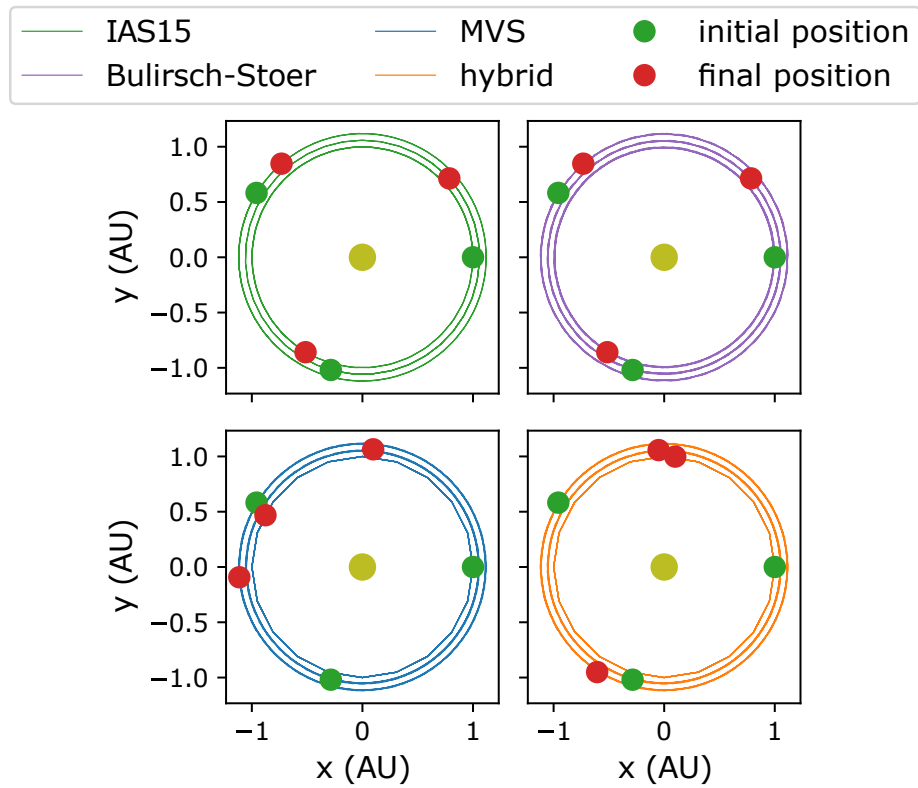 IAS15 MVS initial position
Bulirsch-Stoer hybrid final position
1.0
0.5
0.0
−0.5
−1.0
y (AU)
1.0
0.5
0.0
−0.5
−1.0
y (AU)
−1 0 1 −1 0 1
x (AU) x (AU)